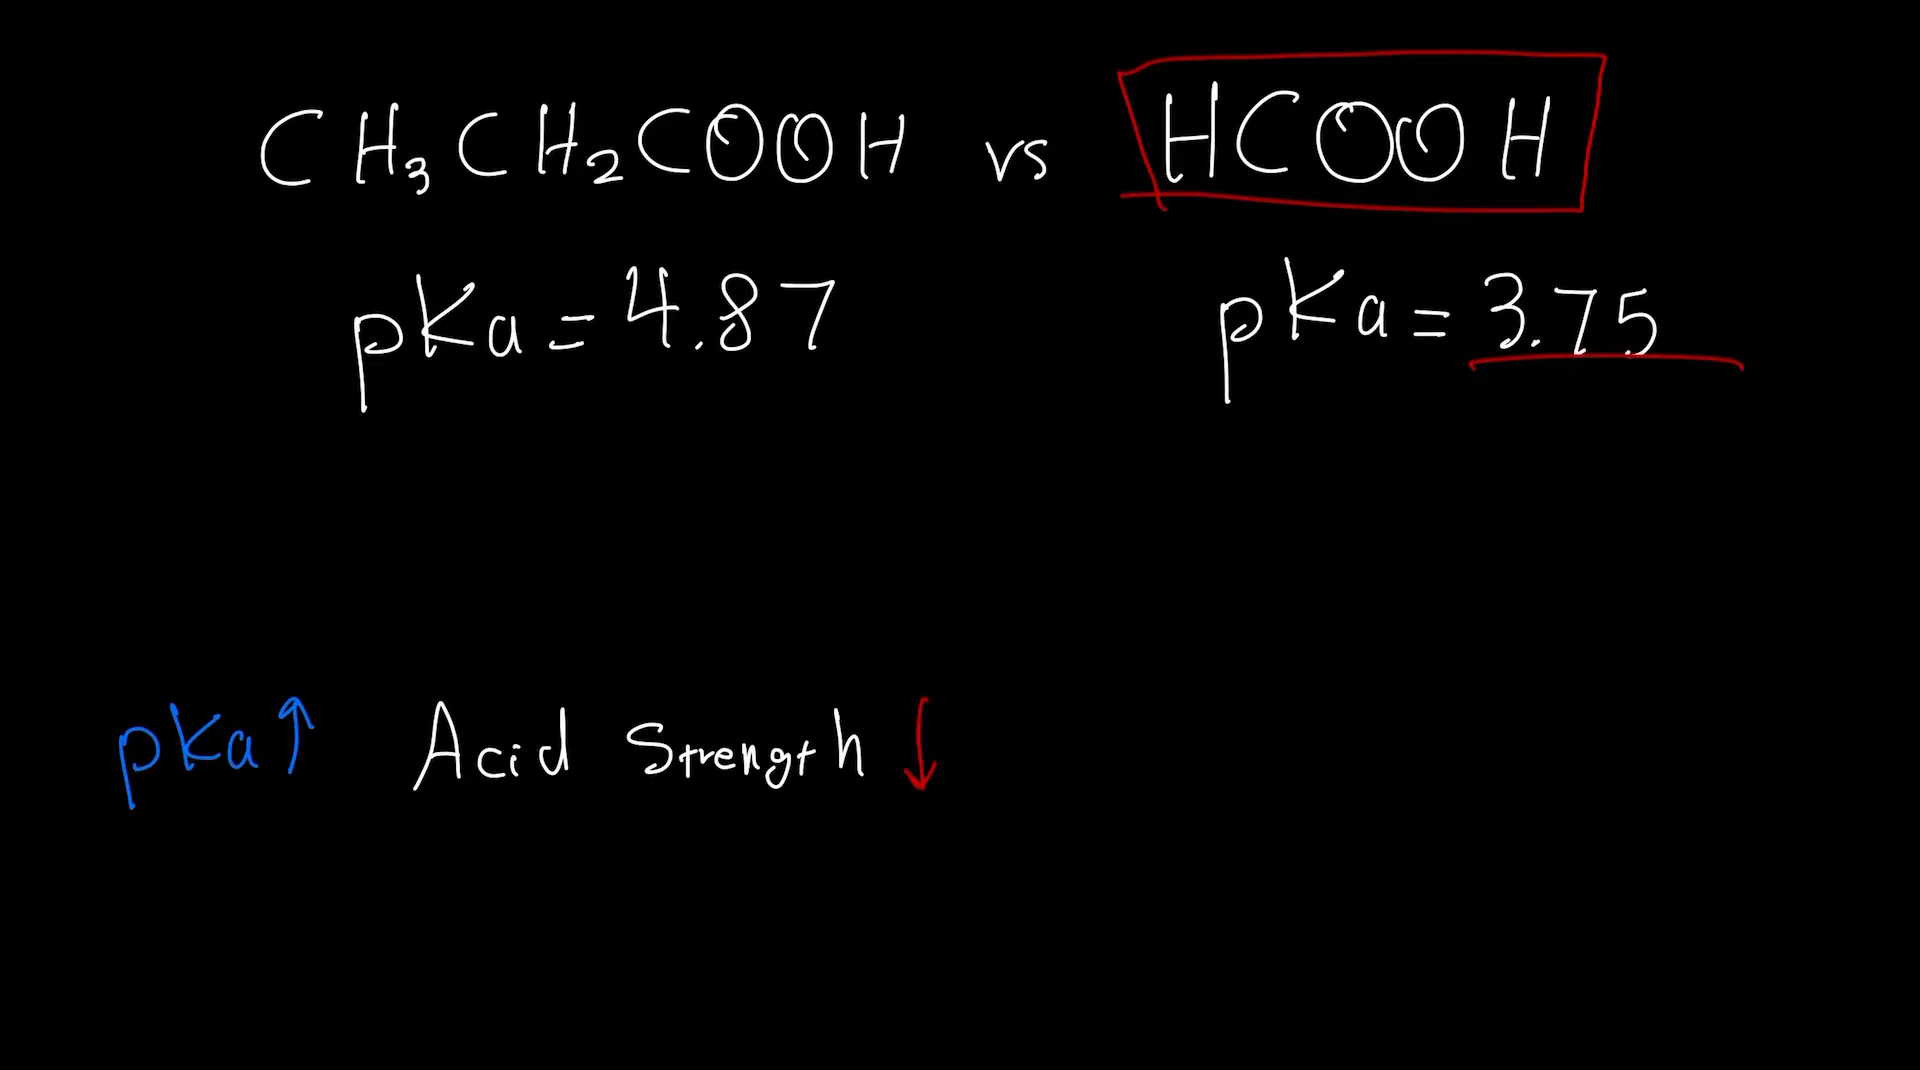 CH₃CH₂COOH vs HCOOH
pKa = 4.87 pKa = 3.75
pKa↑ Acid Strength ↓